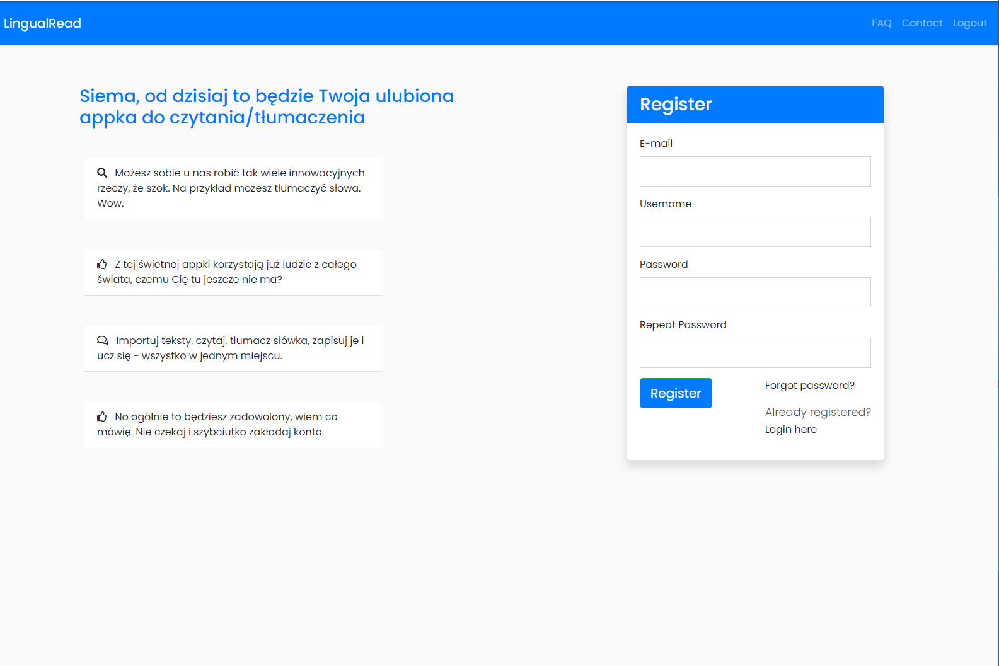 LingualRead
FAQ Contact Logout
Siema, od dzisiaj to będzie Twoja ulubiona
appka do czytania/tłumaczenia
Możesz sobie u nas robić tak wiele innowacyjnych
rzeczy, że szok. Na przykład możesz tłumaczyć słowa.
Wow.
Z tej świetnej appki korzystają już ludzie z całego
świata, czemu Cię tu jeszcze nie ma?
Importuj teksty, czytaj, tłumacz słówka, zapisuj je i
ucz się - wszystko w jednym miejscu.
No ogólnie to będziesz zadowolony, wiem co
mówię. Nie czekaj i szybciutko zakładaj konto.
Register
E-mail
Username
Password
Repeat Password
Register
Forgot password?
Already registered?
Login here